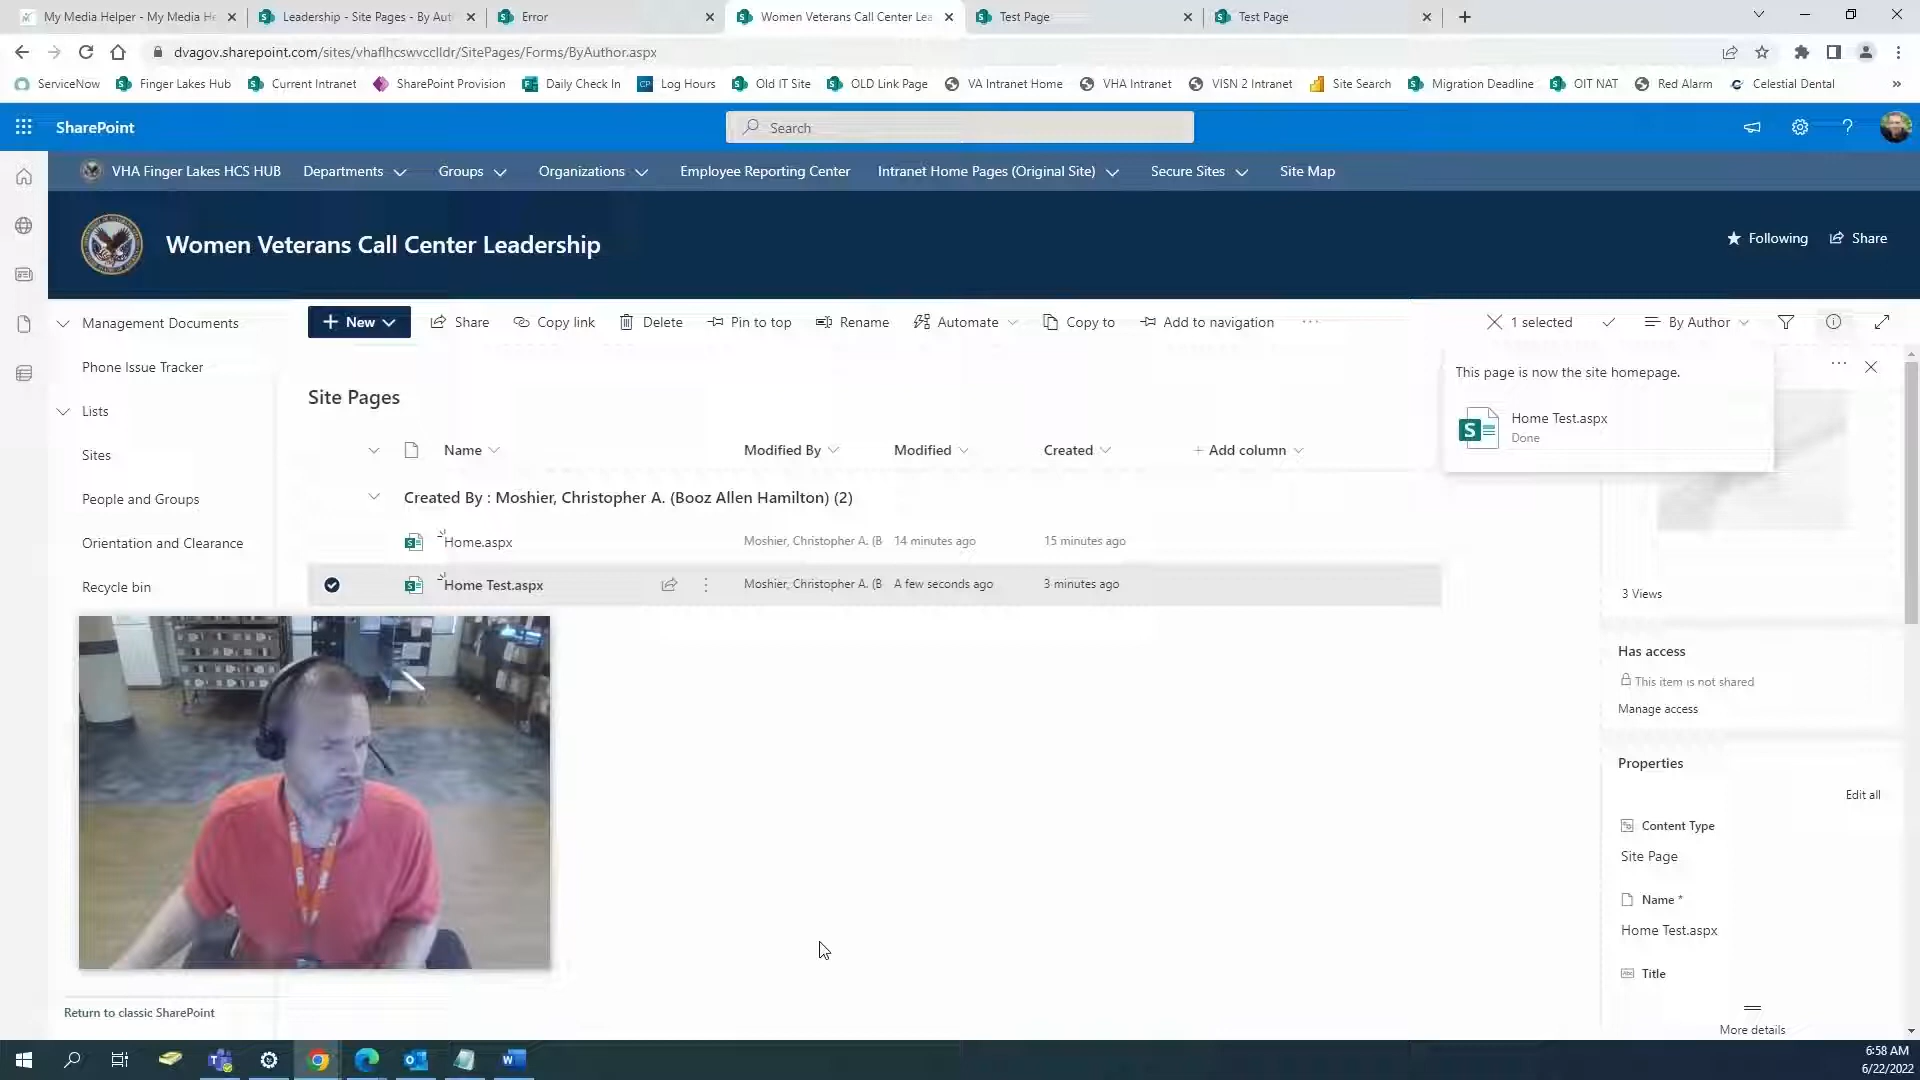 My Media Helper - My Media He
Leadership - Site Pages - By Aut
Error
Women Veterans Call Center Lea
Test Page
Test Page
dvagov.sharepoint.com/sites/vhaflhcswvcclldr/SitePages/Forms/ByAuthor.aspx
ServiceNow
Finger Lakes Hub
Current Intranet
SharePoint Provision
Daily Check In
CP
Log Hours
Old IT Site
OLD Link Page
VA Intranet Home
VHA Intranet
VISN 2 Intranet
Site Search
Migration Deadline
OIT NAT
Red Alarm
Celestial Dental
»
SharePoint
Search
?
VHA Finger Lakes HCS HUB
Departments
Groups
Organizations
Employee Reporting Center
Intranet Home Pages (Original Site)
Secure Sites
Site Map
Women Veterans Call Center Leadership
Following
Share
Management Documents
Phone Issue Tracker
Lists
Sites
People and Groups
Orientation and Clearance
Recycle bin
Return to classic SharePoint
+ New
Share
Copy link
Delete
Pin to top
Rename
Automate
Copy to
Add to navigation
...
1 selected
By Author
Site Pages
Name
Modified By
Modified
Created
+ Add column
Created By : Moshier, Christopher A. (Booz Allen Hamilton) (2)
Home.aspx
Moshier, Christopher A. (B
14 minutes ago
15 minutes ago
Home Test.aspx
Moshier, Christopher A. (B
A few seconds ago
3 minutes ago
This page is now the site homepage.
Home Test.aspx
Done
3 Views
Has access
This item is not shared
Manage access
Properties
Edit all
Content Type
Site Page
Name *
Home Test.aspx
Title
More details
6:58 AM
6/22/2022